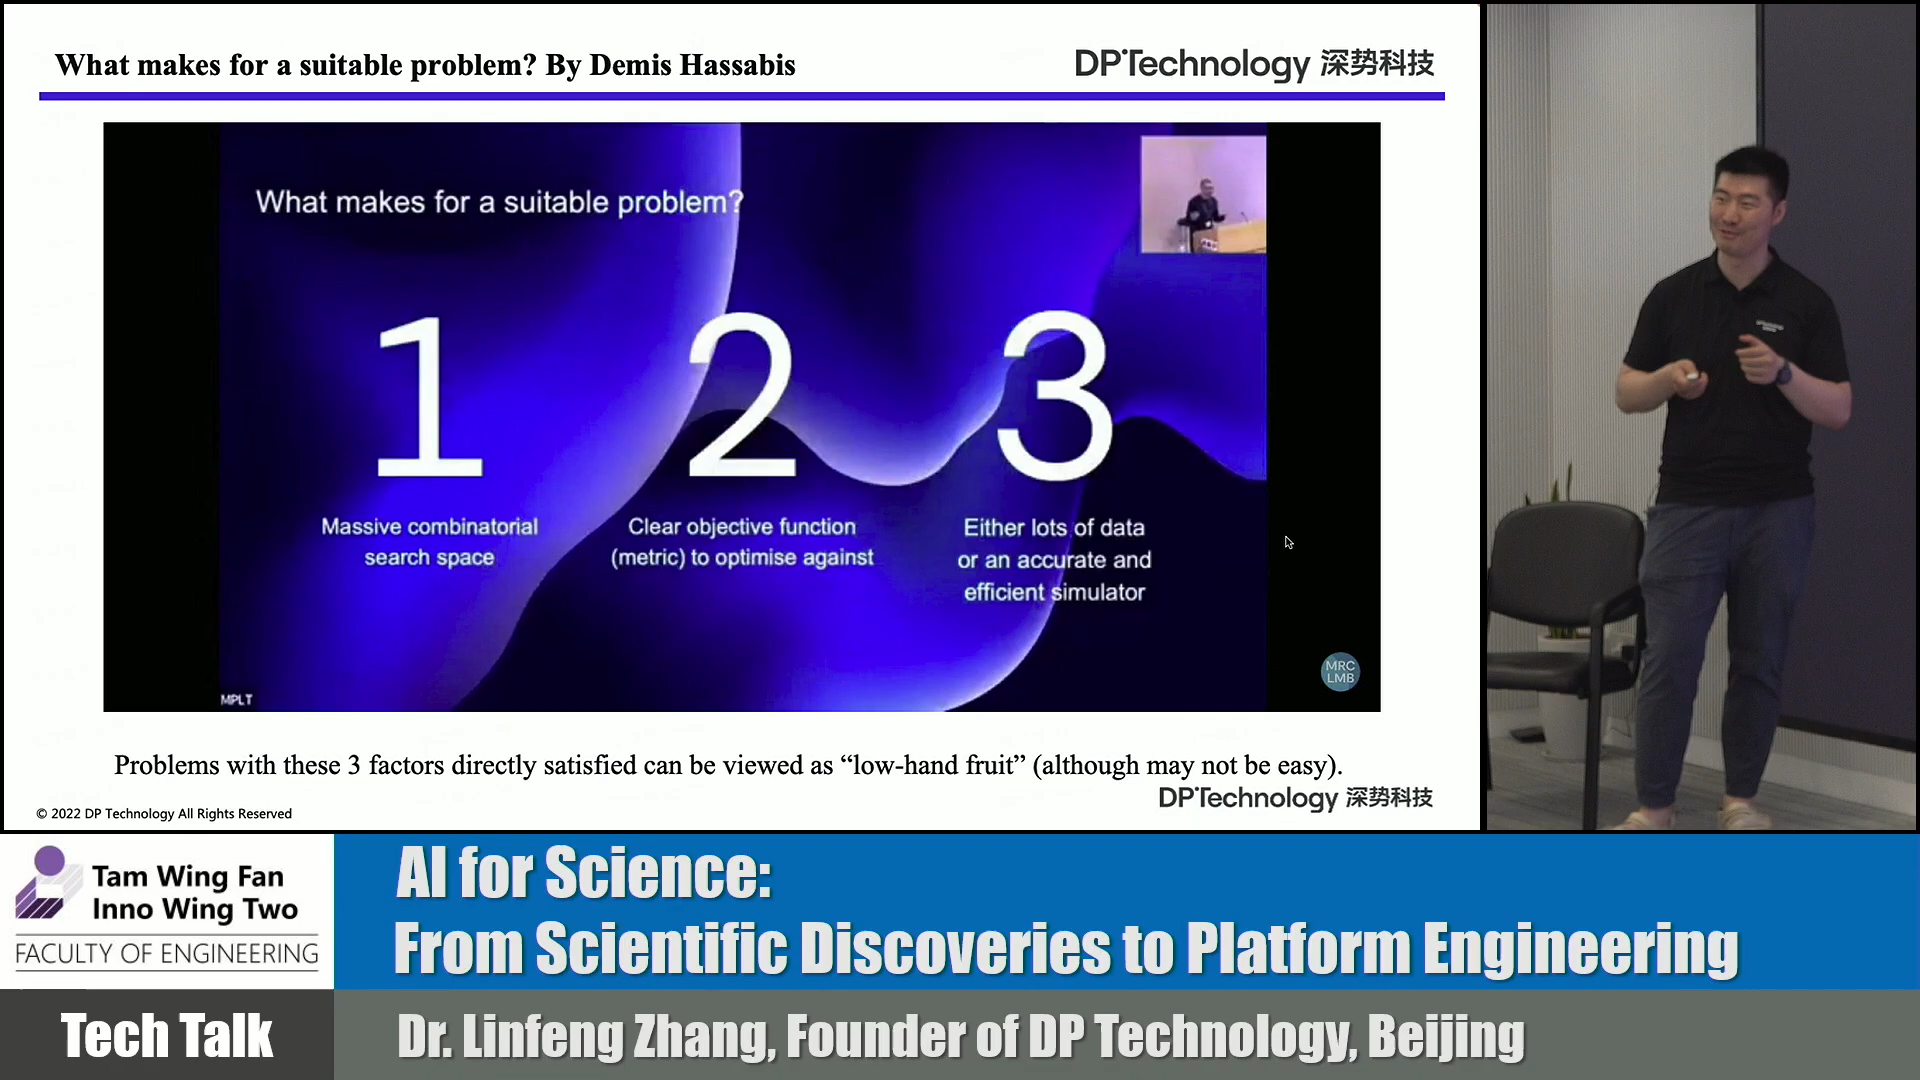 What makes for a suitable problem? By Demis Hassabis
DP Technology 深势科技
What makes for a suitable problem?
1
2
3
Massive combinatorial
search space
Clear objective function
(metric) to optimise against
Either lots of data
or an accurate and
efficient simulator
MRC
LMB
MPLT
Problems with these 3 factors directly satisfied can be viewed as “low-hand fruit” (although may not be easy).
DP Technology 深势科技
© 2022 DP Technology All Rights Reserved
Tam Wing Fan
Inno Wing Two
FACULTY OF ENGINEERING
AI for Science:
From Scientific Discoveries to Platform Engineering
Tech Talk
Dr. Linfeng Zhang, Founder of DP Technology, Beijing